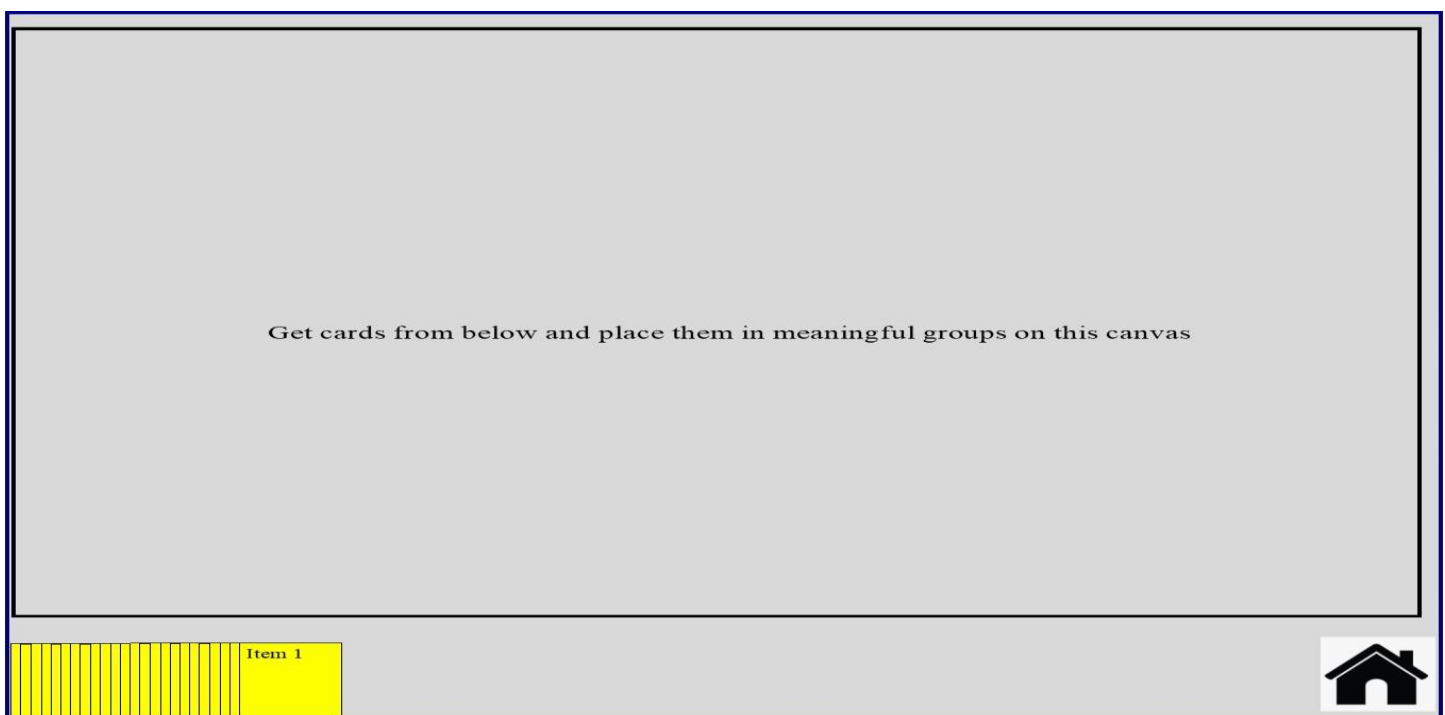 Get cards from below and place them in meaningful groups on this canvas
Item 1